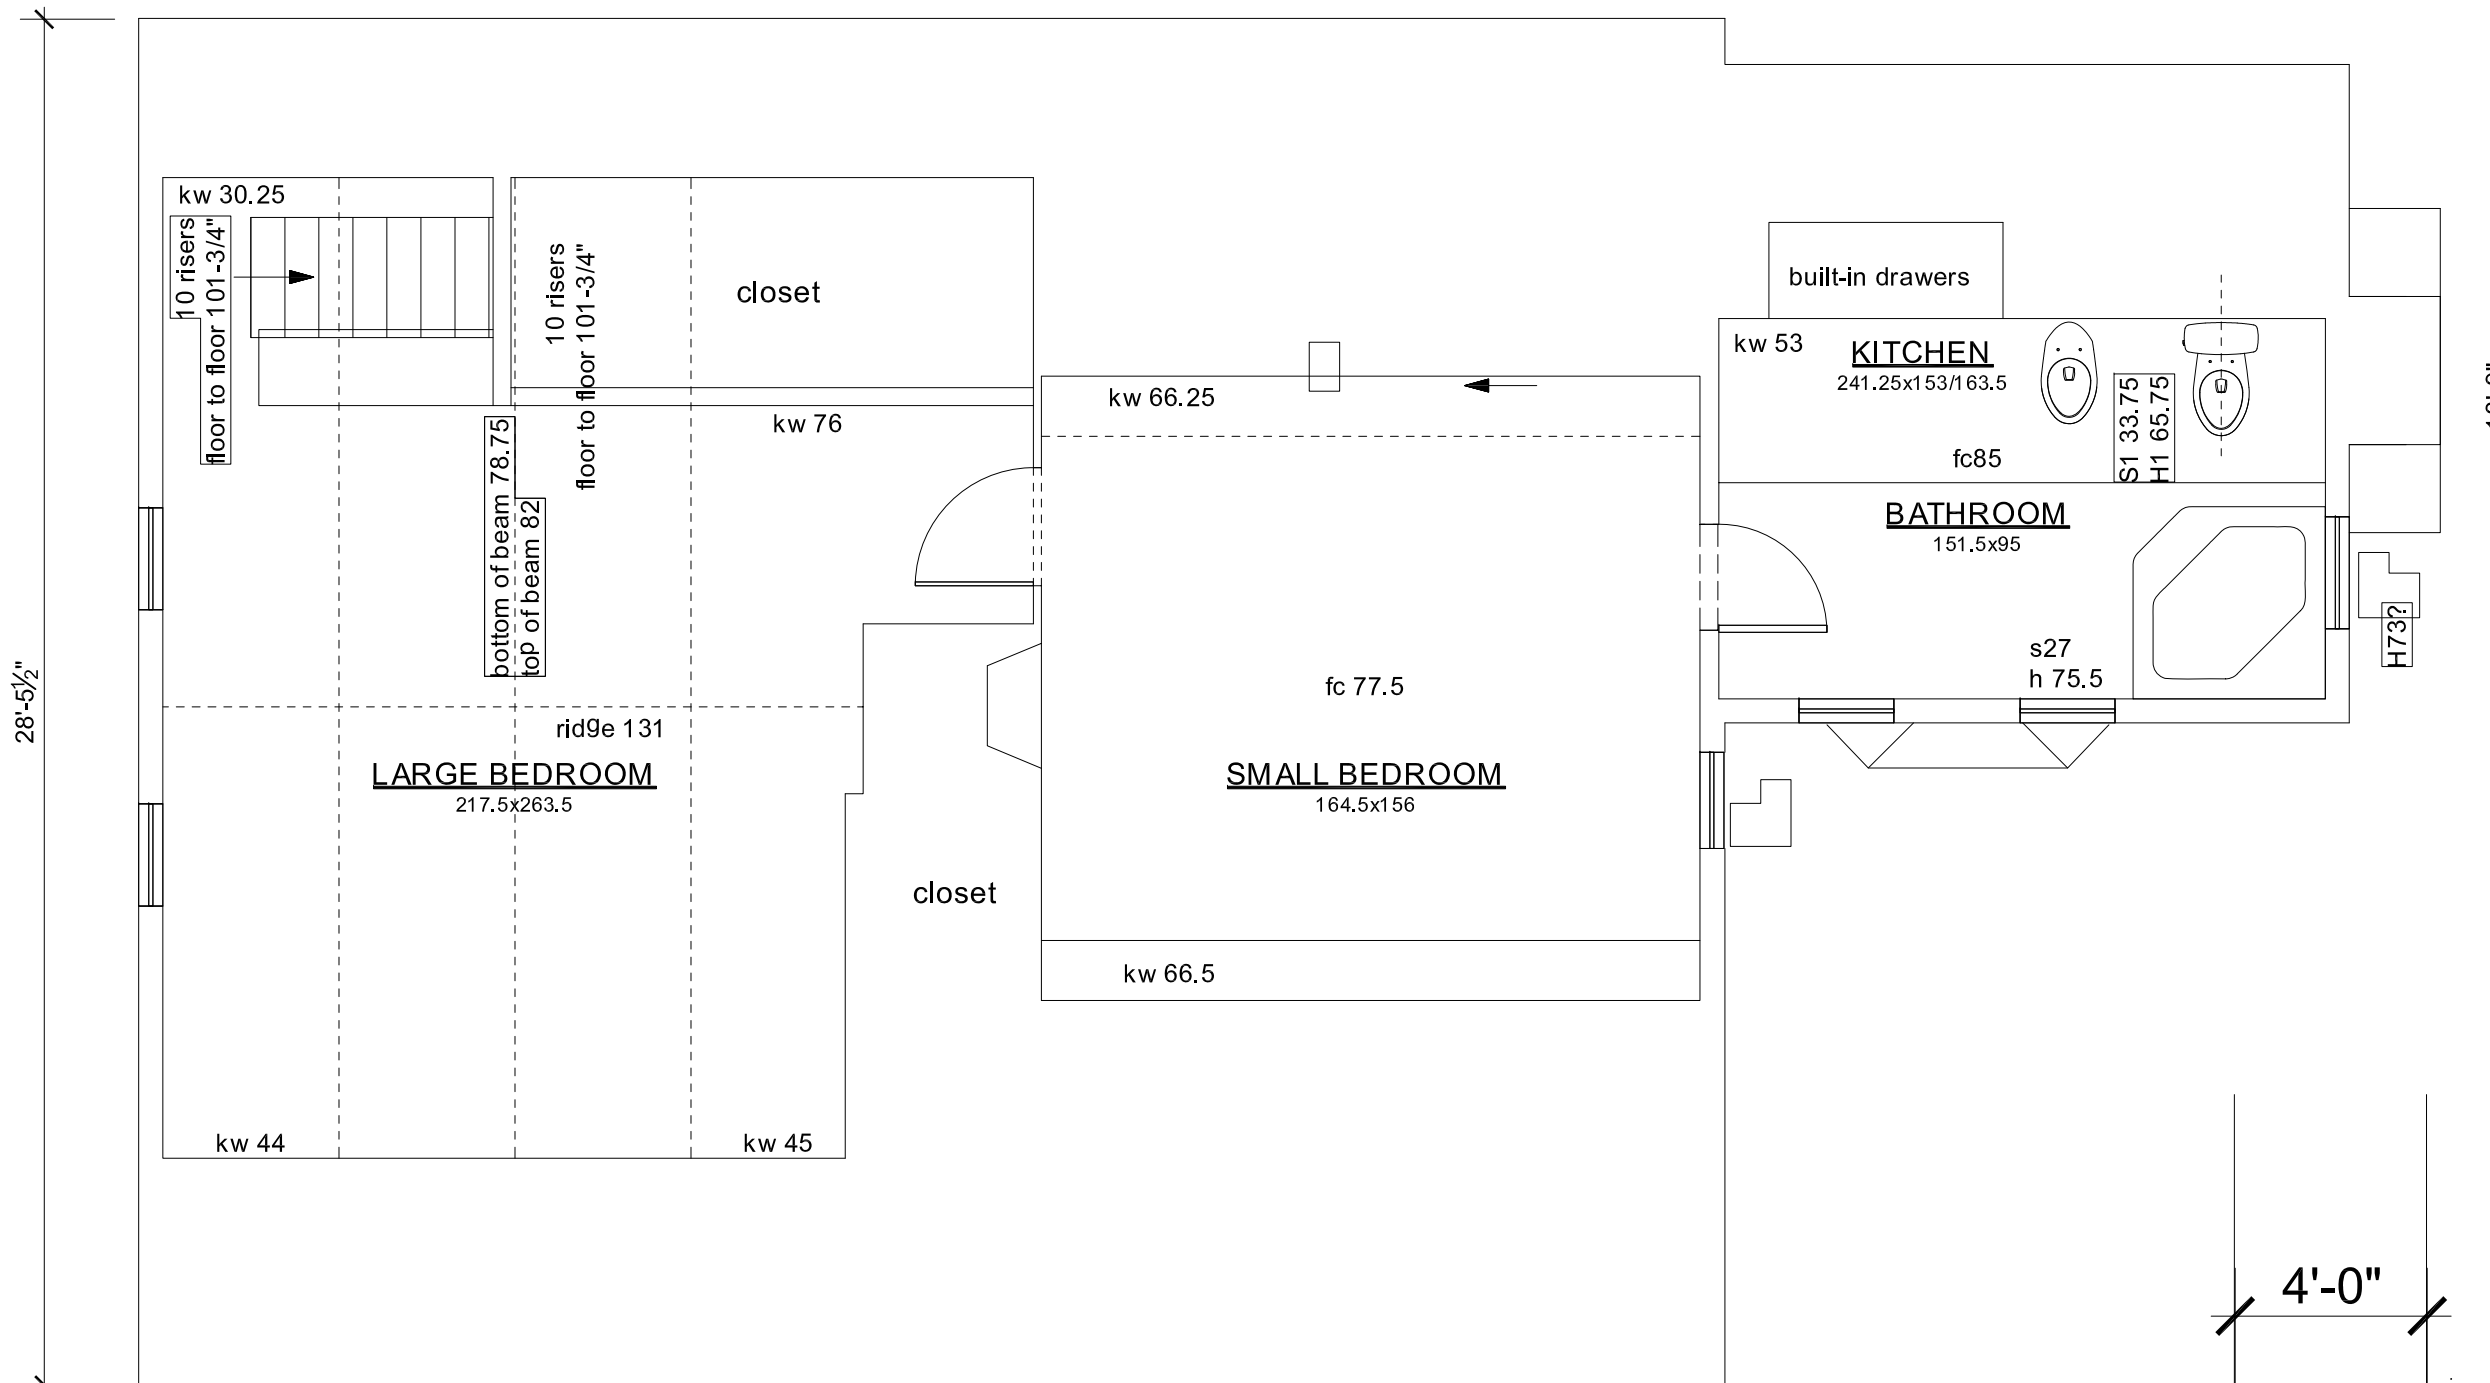 kw 30.25
10 risers
floor to floor 101-3/4"
10 risers
floor to floor 101-3/4"
closet
built-in drawers
kw 53
KITCHEN
241.25x153/163.5
S1 33.75
H1 65.75
fc85
kw 66.25
kw 76
bottom of beam 78.75
top of beam 82
BATHROOM
151.5x95
s27
h 75.5
H73?
28'-5½"
ridge 131
fc 77.5
LARGE BEDROOM
217.5x263.5
SMALL BEDROOM
164.5x156
closet
kw 66.5
kw 44
kw 45
4'-0"